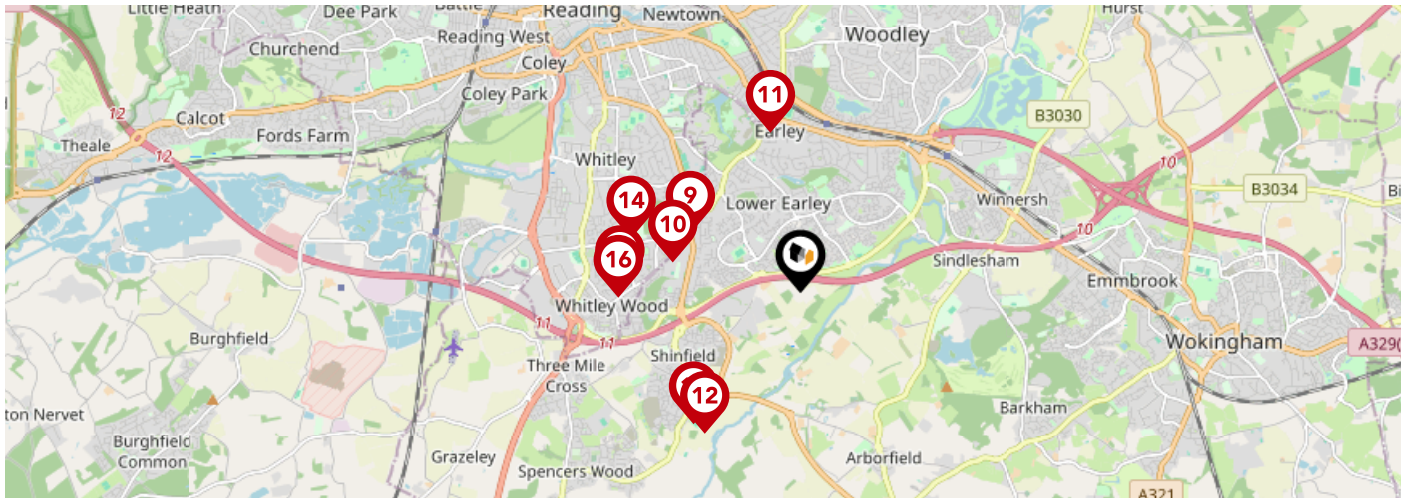 Little Heath
Dee Park
Battle
Reading
Newtown
Hurst
Churchend
Reading West
Woodley
Coley
Coley Park
12
Calcot
Fords Farm
11
B3030
Theale
12
Earley
Whitley
10
14
9
Lower Earley
Winnersh
B3034
10
10
16
Sindlesham
Emmbrook
Whitley Wood
11
Burghfield
11
Wokingham
A329(
Three Mile
Cross
Shinfield
12
ton Nervet
Barkham
Burghfield
Common
Grazeley
Spencers Wood
Arborfield
A321